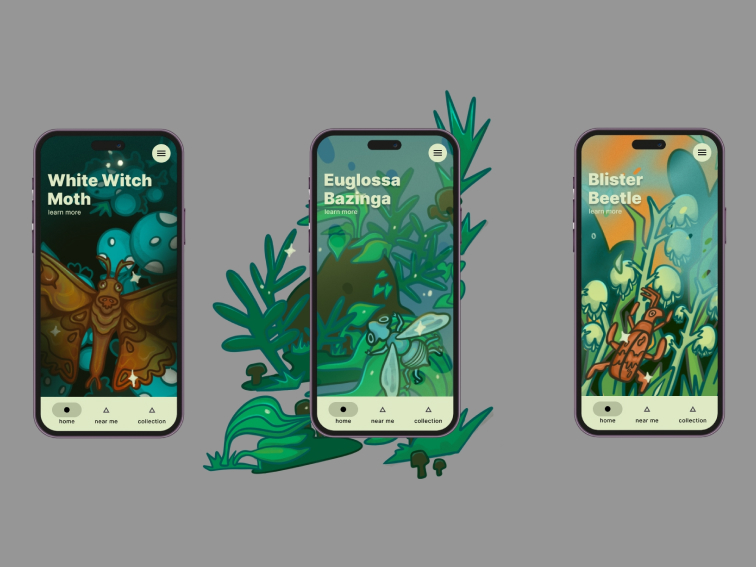 White Witch
Moth
learn more
home
near me
collection
Euglossa
Bazinga
learn more
home
near me
collection
Blister
Beetle
learn more
home
near me
collection